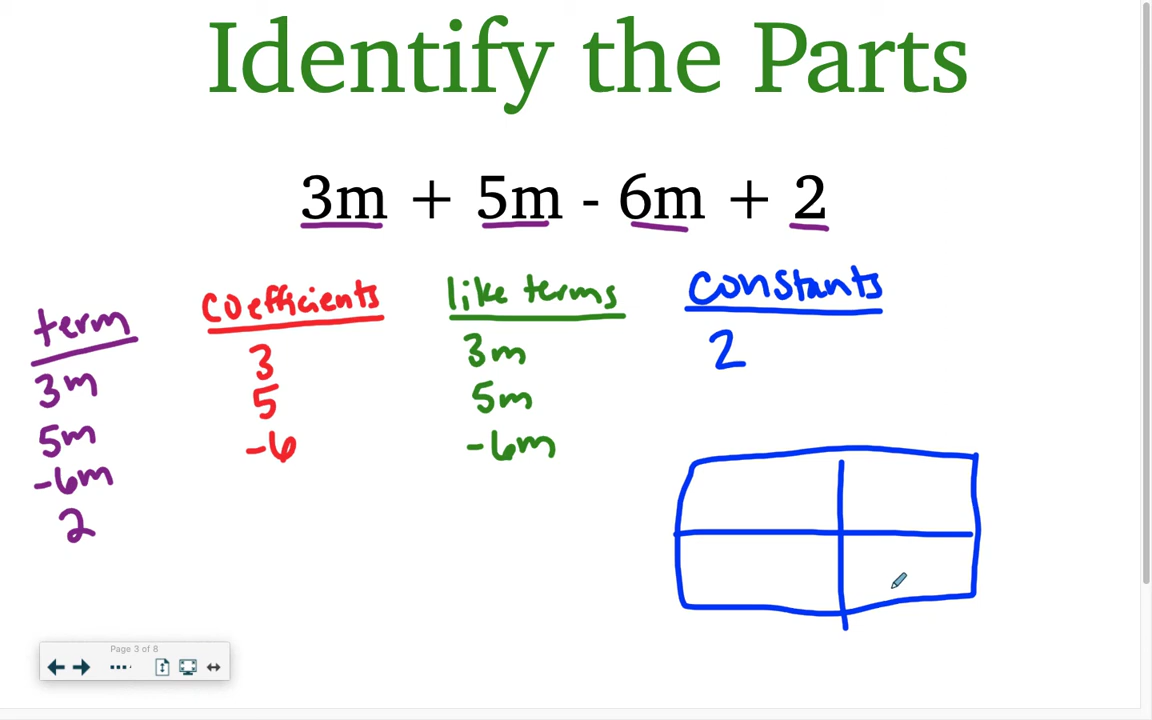 Identify the Parts
3m + 5m - 6m + 2
term
3m
5m
-6m
2
coefficients
3
5
-6
like terms
3m
5m
-6m
constants
2
Page 3 of 8